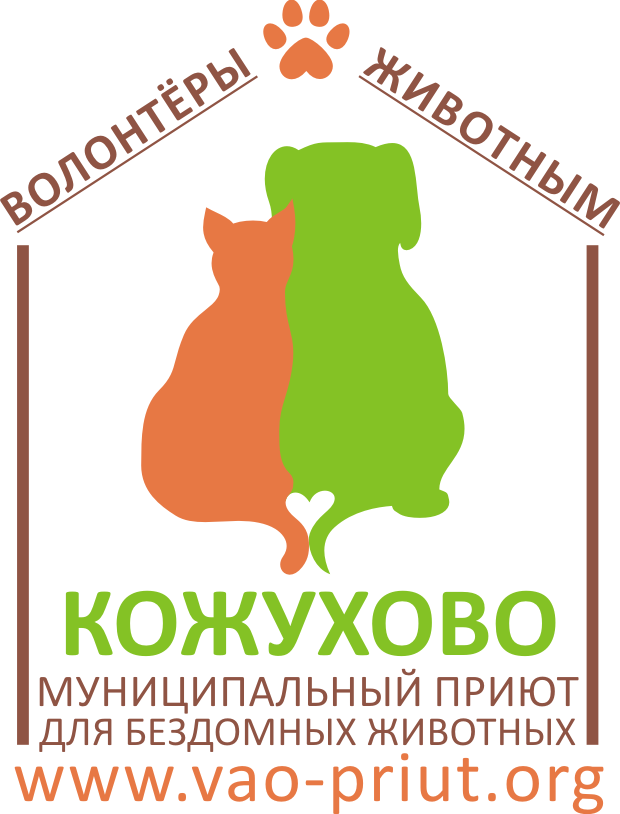 ВОЛОНТЁРЫ
ЖИВОТНЫМ
КОЖУХОВО
МУНИЦИПАЛЬНЫЙ ПРИЮТ
ДЛЯ БЕЗДОМНЫХ ЖИВОТНЫХ
www.vao-priut.org